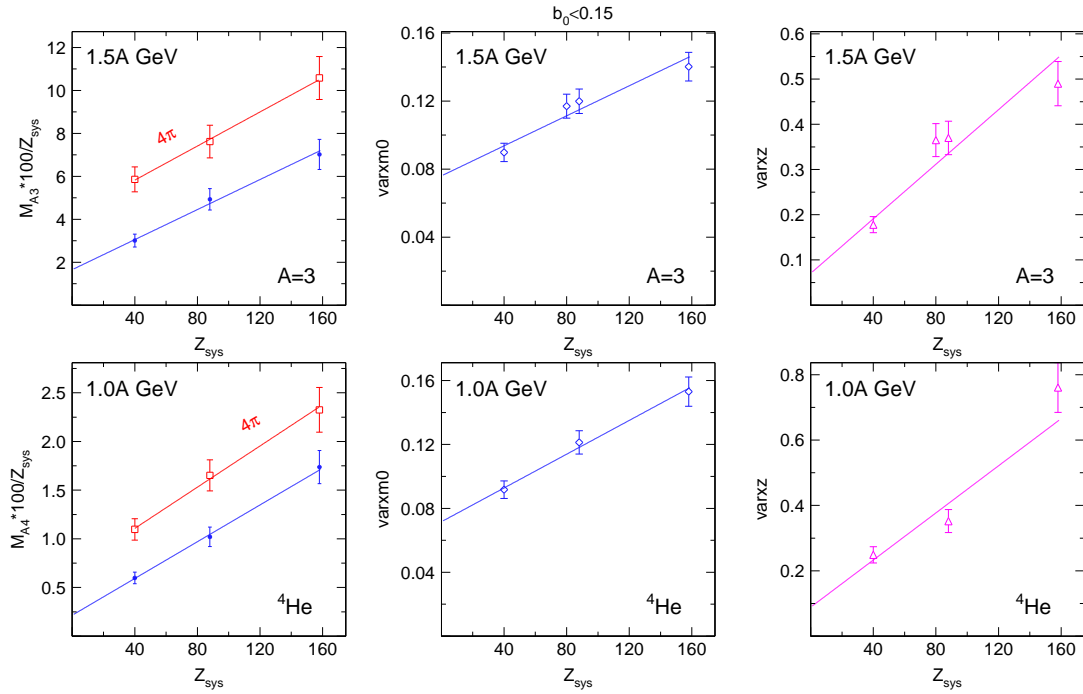 b0<0.15
1.5A GeV
4π
A=3
MA3*100/Zsys
12
10
8
6
4
2
40 80 120 160
Zsys
1.5A GeV
varxm0
0.16
0.12
0.08
0.04
40 80 120 160
Zsys
1.5A GeV
A=3
varxz
0.6
0.5
0.4
0.3
0.2
0.1
40 80 120 160
Zsys
1.0A GeV
4π
4He
MA4*100/Zsys
2.5
2.0
1.5
1.0
0.5
40 80 120 160
Zsys
1.0A GeV
varxm0
0.16
0.12
0.08
0.04
40 80 120 160
Zsys
1.0A GeV
4He
varxz
0.8
0.6
0.4
0.2
40 80 120 160
Zsys